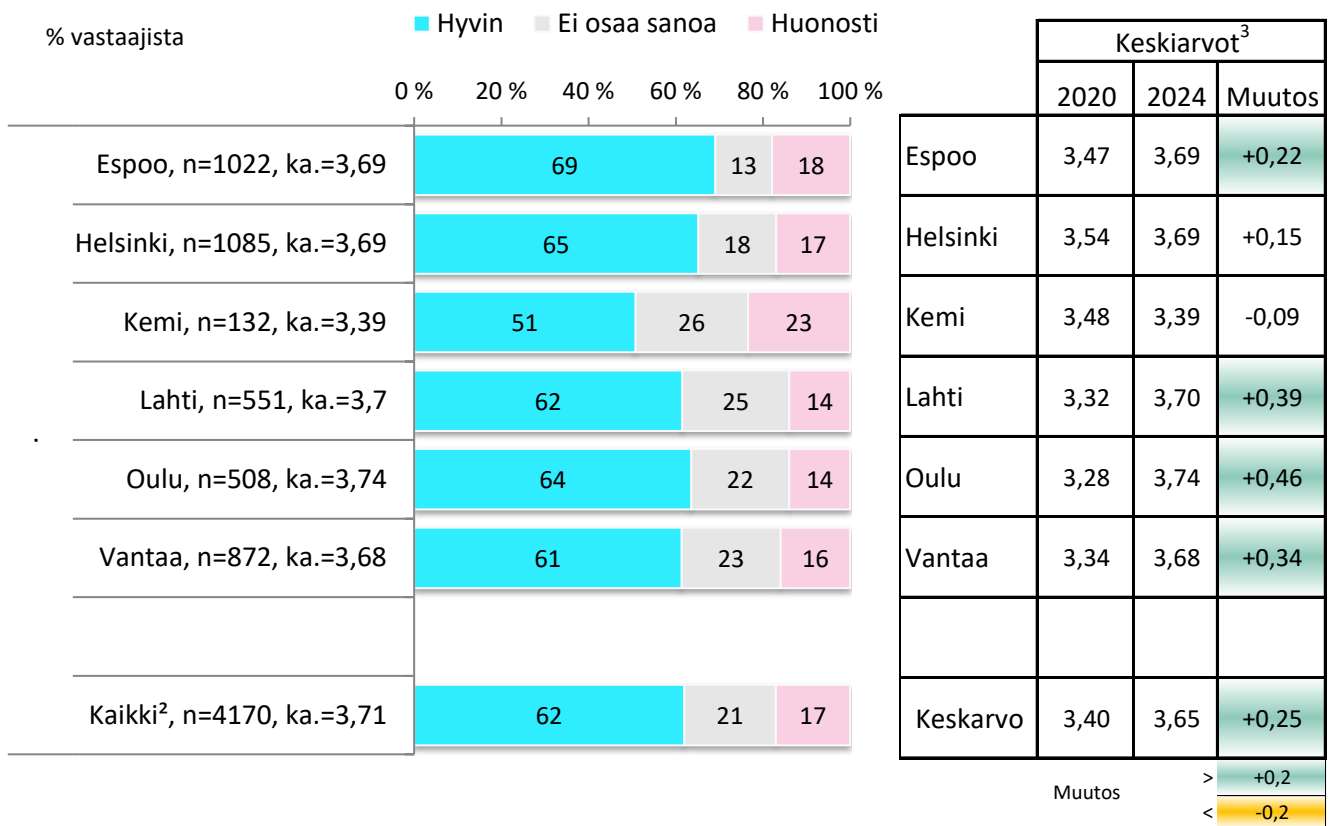 % vastaajista
Hyvin Ei osaa sanoa Huonosti
0 % 20 % 40 % 60 % 80 % 100 %
Espoo, n=1022, ka.=3,69 69 13 18
Helsinki, n=1085, ka.=3,69 65 18 17
Kemi, n=132, ka.=3,39 51 26 23
Lahti, n=551, ka.=3,7 62 25 14
.
Oulu, n=508, ka.=3,74 64 22 14
Vantaa, n=872, ka.=3,68 61 23 16
Kaikki², n=4170, ka.=3,71 62 21 17
Keskiarvot³
2020 2024 Muutos
Espoo 3,47 3,69 +0,22
Helsinki 3,54 3,69 +0,15
Kemi 3,48 3,39 -0,09
Lahti 3,32 3,70 +0,39
Oulu 3,28 3,74 +0,46
Vantaa 3,34 3,68 +0,34
Keskarvo 3,40 3,65 +0,25
Muutos > +0,2
< -0,2